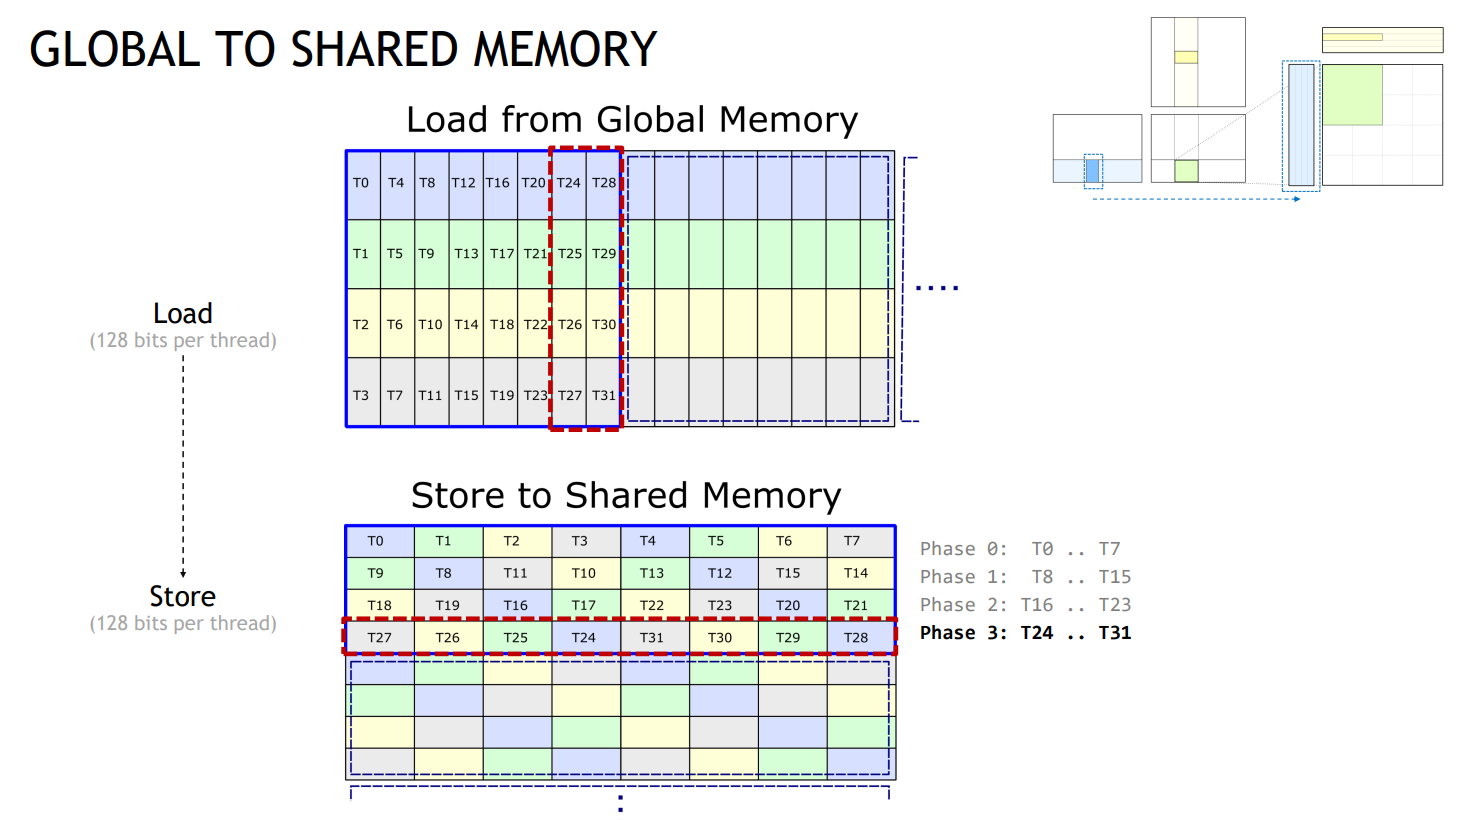 GLOBAL TO SHARED MEMORY
Load from Global Memory
T0 T4 T8 T12 T16 T20 T24 T28
T1 T5 T9 T13 T17 T21 T25 T29
T2 T6 T10 T14 T18 T22 T26 T30
T3 T7 T11 T15 T19 T23 T27 T31
....
Load
(128 bits per thread)
Store
(128 bits per thread)
Store to Shared Memory
T0 T1 T2 T3 T4 T5 T6 T7
T9 T8 T11 T10 T13 T12 T15 T14
T18 T19 T16 T17 T22 T23 T20 T21
T27 T26 T25 T24 T31 T30 T29 T28
:
Phase 0: T0 .. T7
Phase 1: T8 .. T15
Phase 2: T16 .. T23
Phase 3: T24 .. T31